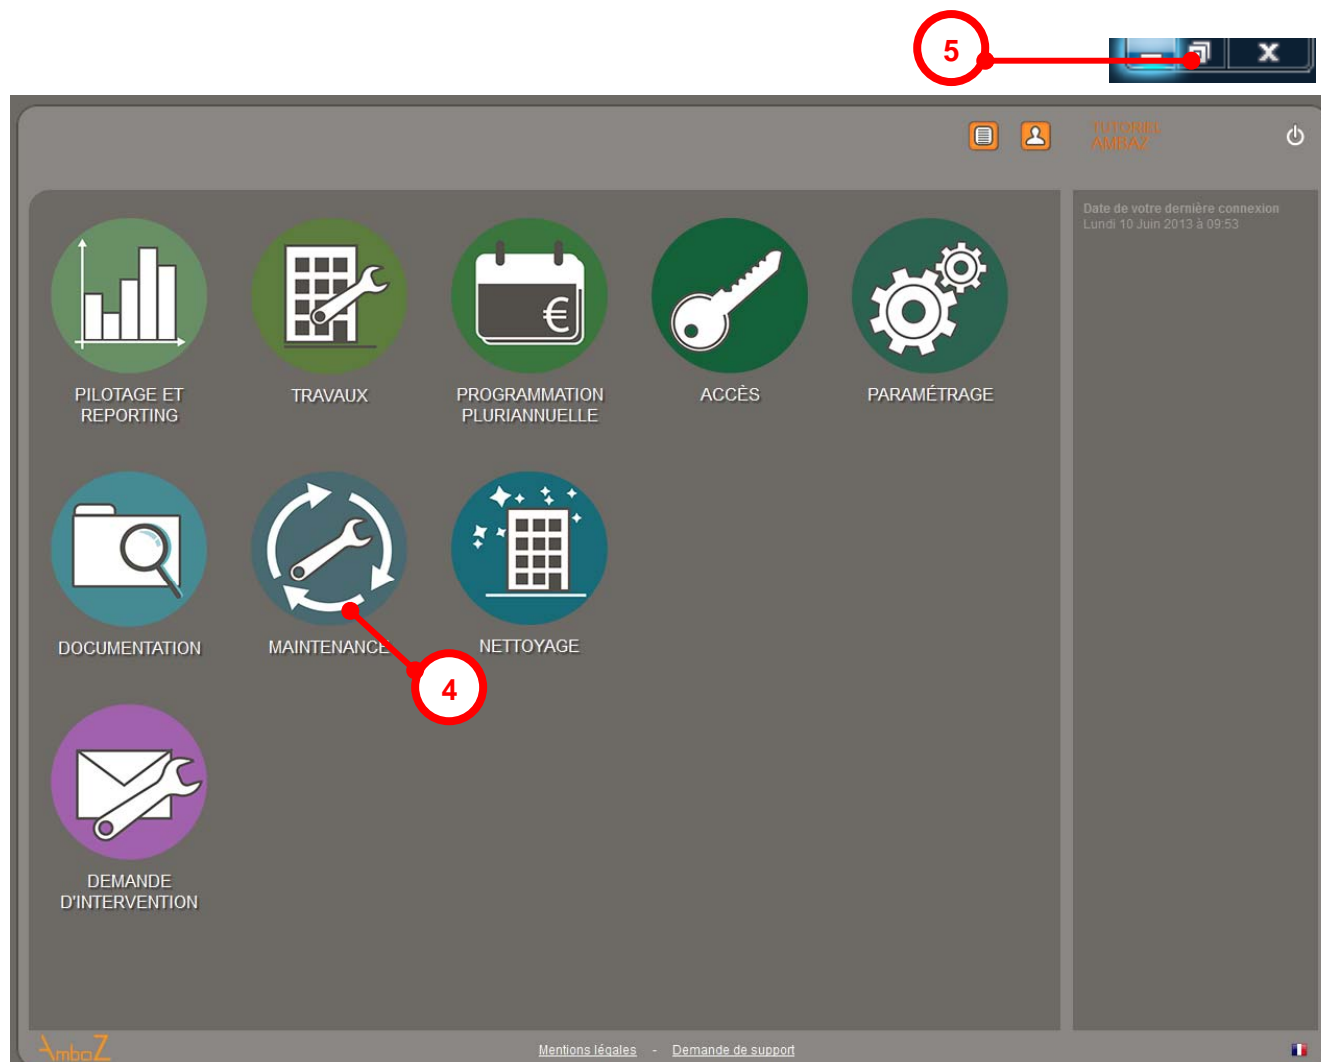 5
TUTORIEL
AMBAZ
Date de votre dernière connexion
Lundi 10 Juin 2013 à 09:53
€
PILOTAGE ET
REPORTING
TRAVAUX
PROGRAMMATION
PLURIANNUELLE
ACCÈS
PARAMÉTRAGE
DOCUMENTATION
MAINTENANCE
NETTOYAGE
4
DEMANDE
D'INTERVENTION
AmboZ
Mentions légales - Demande de support